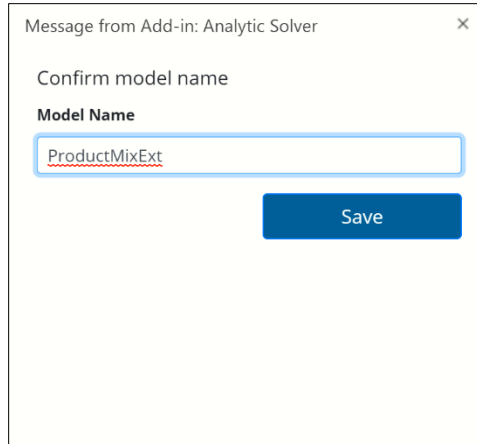 Message from Add-in: Analytic Solver
Confirm model name
Model Name
ProductMixExt
Save